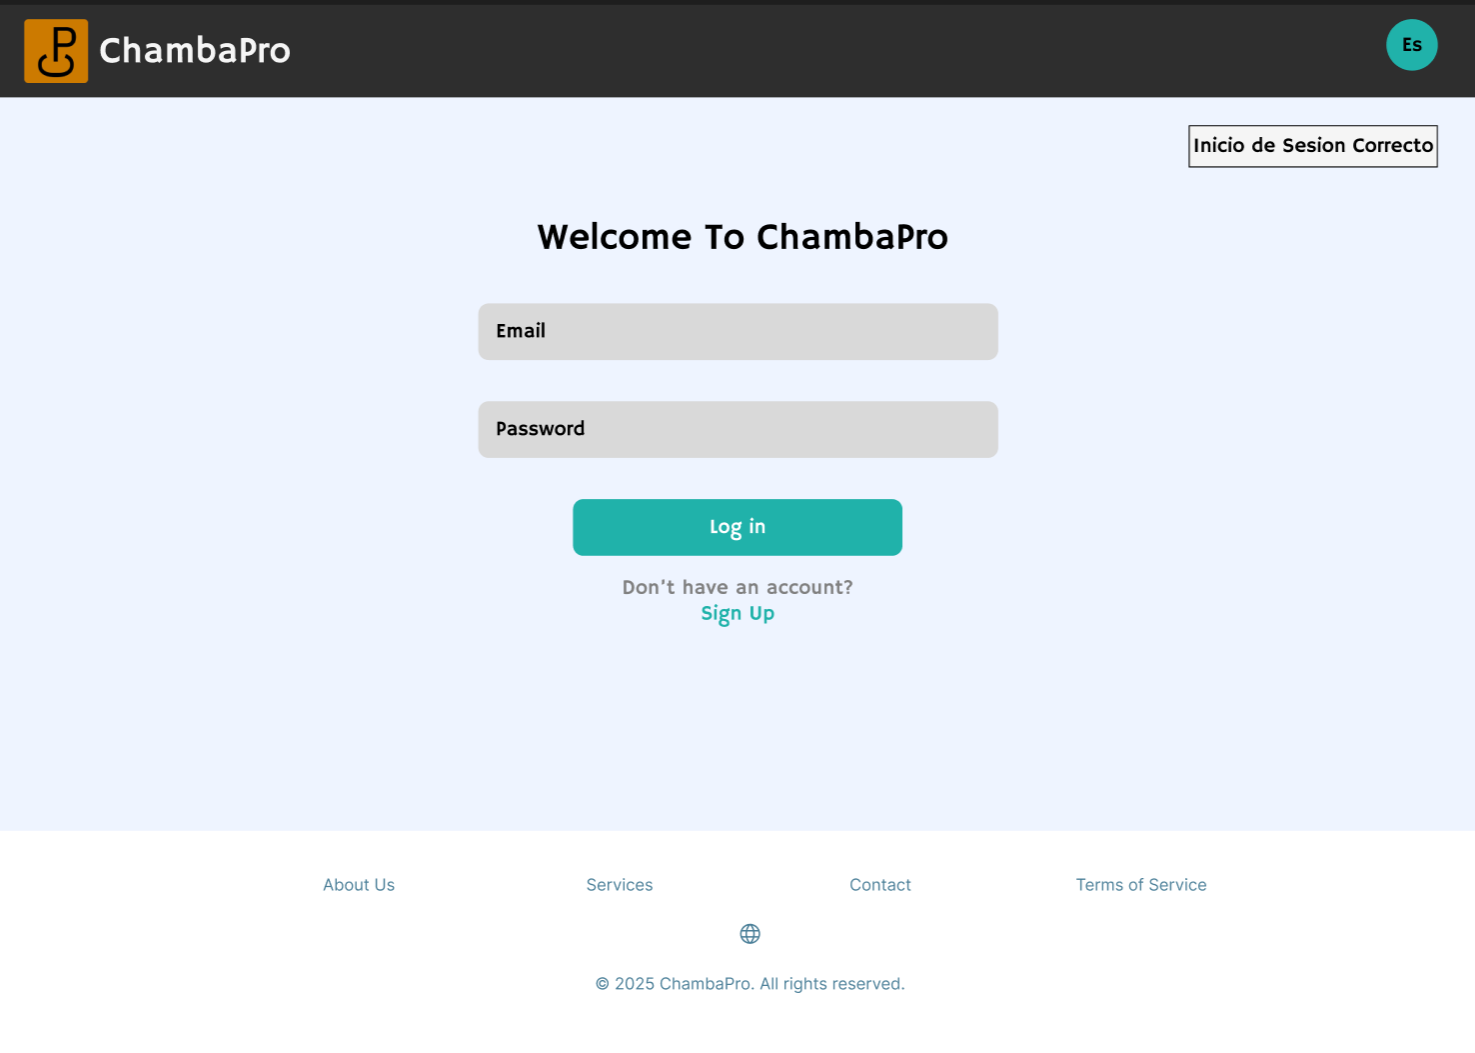 ChambaPro
Es
Inicio de Sesion Correcto
Welcome To ChambaPro
Email
Password
Log in
Don't have an account?
Sign Up
About Us
Services
Contact
Terms of Service
© 2025 ChambaPro. All rights reserved.